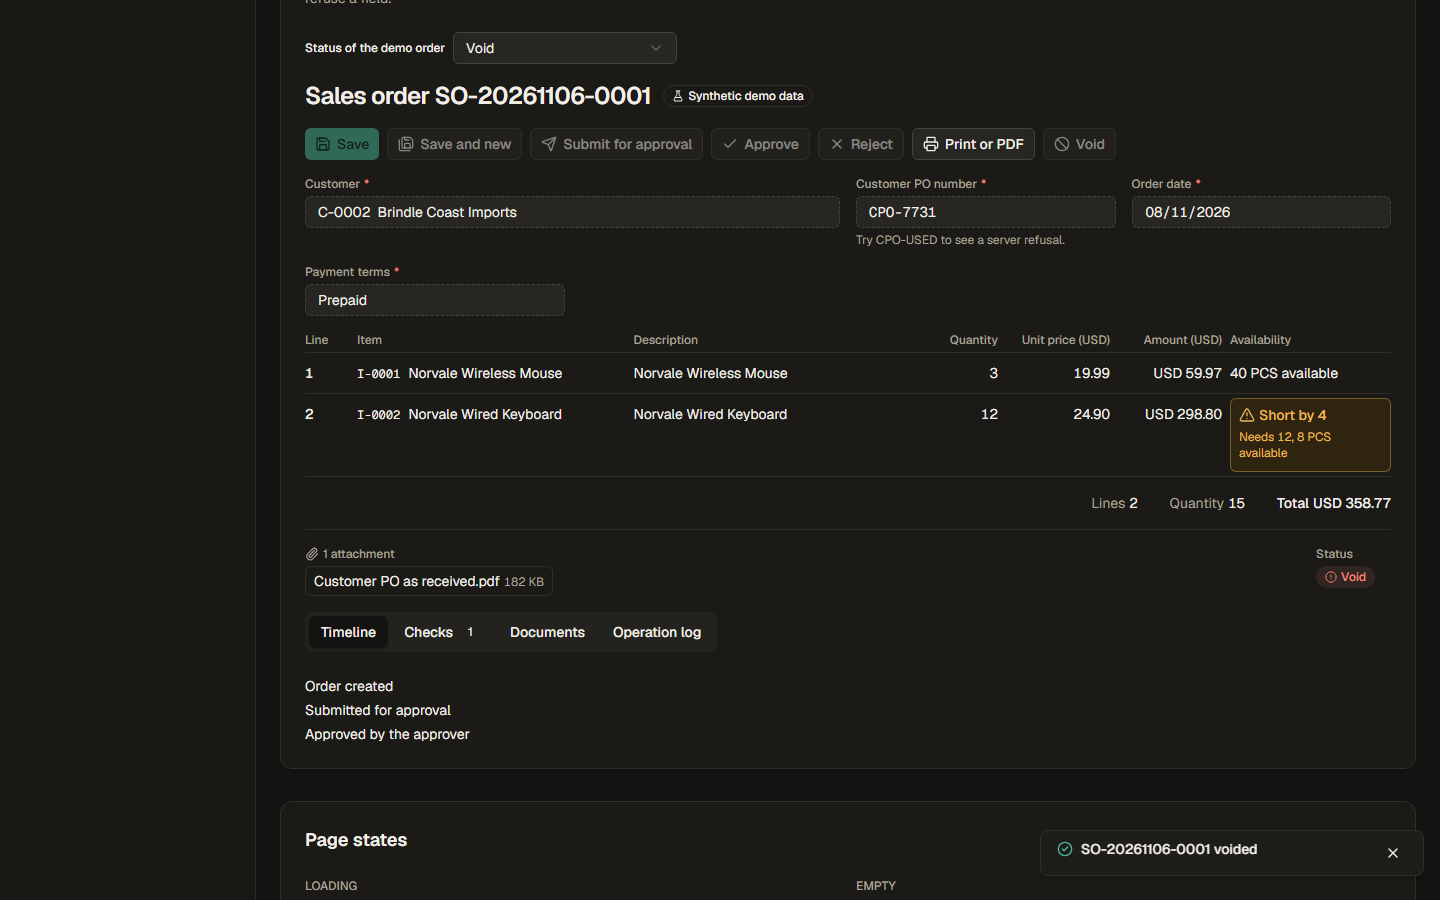 refuse a field.
Status of the demo order Void
Sales order SO-20261106-0001 Synthetic demo data
Save Save and new Submit for approval Approve Reject Print or PDF Void
Customer * Customer PO number * Order date *
C-0002 Brindle Coast Imports CPO-7731 08/11/2026
Try CPO-USED to see a server refusal.
Payment terms *
Prepaid
Line Item Description Quantity Unit price (USD) Amount (USD) Availability
1 I-0001 Norvale Wireless Mouse Norvale Wireless Mouse 3 19.99 USD 59.97 40 PCS available
2 I-0002 Norvale Wired Keyboard Norvale Wired Keyboard 12 24.90 USD 298.80 Short by 4
Needs 12, 8 PCS
available
Lines 2 Quantity 15 Total USD 358.77
1 attachment Status
Customer PO as received.pdf 182 KB Void
Timeline Checks 1 Documents Operation log
Order created
Submitted for approval
Approved by the approver
Page states
SO-20261106-0001 voided
LOADING EMPTY